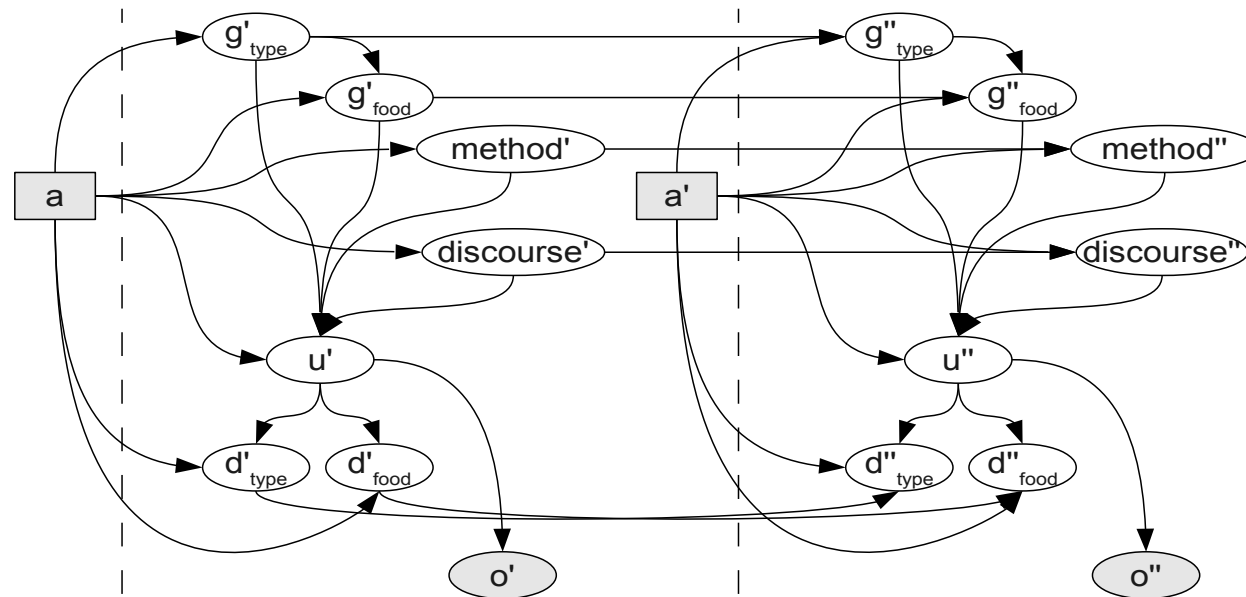 g'type
g''type
g'food
g''food
method'
method''
a
a'
discourse'
discourse''
u'
u''
d'type
d'food
d''type
d''food
o'
o''